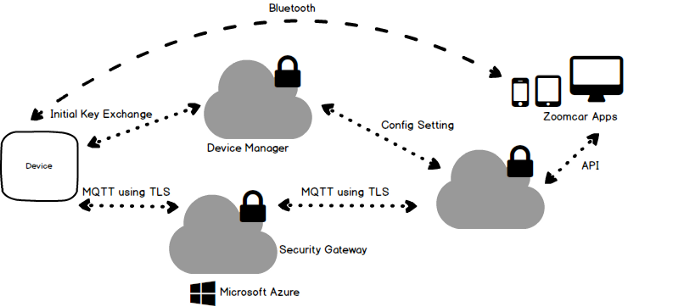 Bluetooth
Initial Key Exchange
Zoomcar Apps
Config Setting
Device Manager
Device
API
MQTT using TLS
MQTT using TLS
Security Gateway
Microsoft Azure